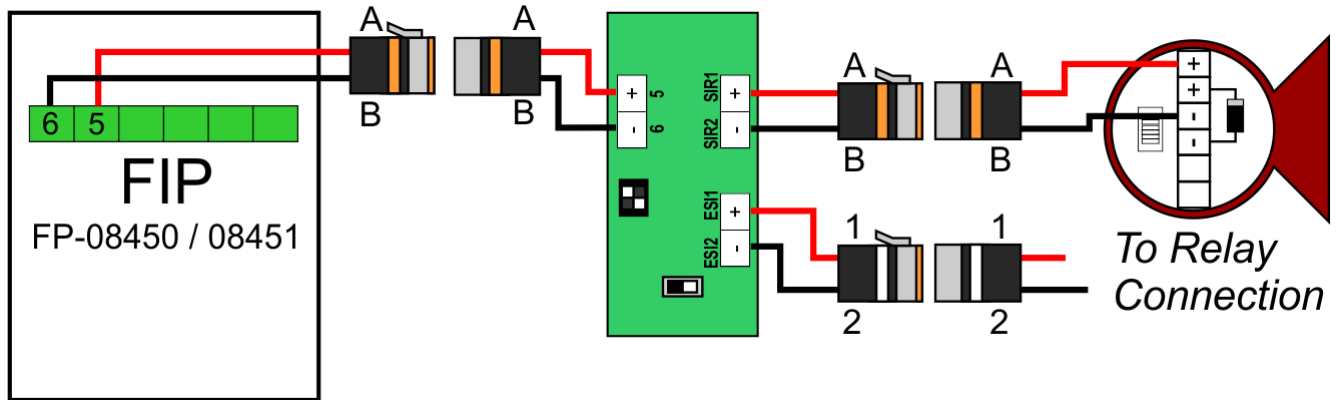 A
A
A
A
B
B
B
B
6 5
FIP
FP-08450 / 08451
+ 5
- 6
SIR1 +
SIR2 -
ESI1 +
ESI2 -
+
+
-
-
1
1
2
2
To Relay
Connection